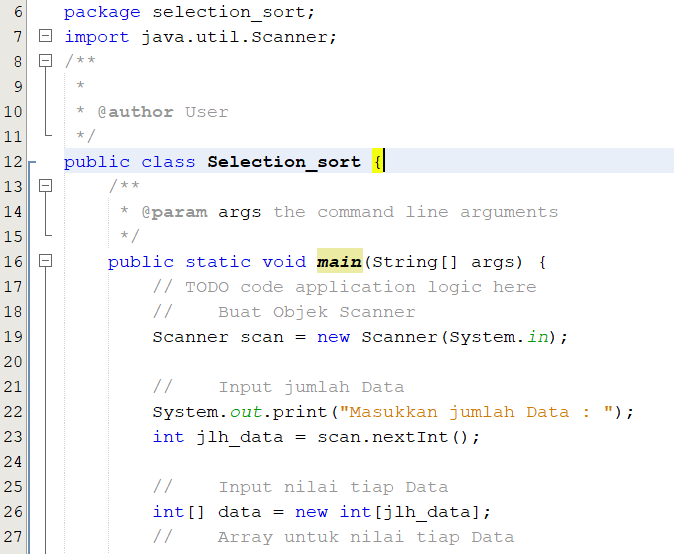 6 package selection_sort;
7 import java.util.Scanner;
8 /**
9 *
10 * @author User
11 */
12 public class Selection_sort {
13 /**
14 * @param args the command line arguments
15 */
16 public static void main(String[] args) {
17 // TODO code application logic here
18 // Buat Objek Scanner
19 Scanner scan = new Scanner(System.in);
20
21 // Input jumlah Data
22 System.out.print("Masukkan jumlah Data : ");
23 int jlh_data = scan.nextInt();
24
25 // Input nilai tiap Data
26 int[] data = new int[jlh_data];
27 // Array untuk nilai tiap Data